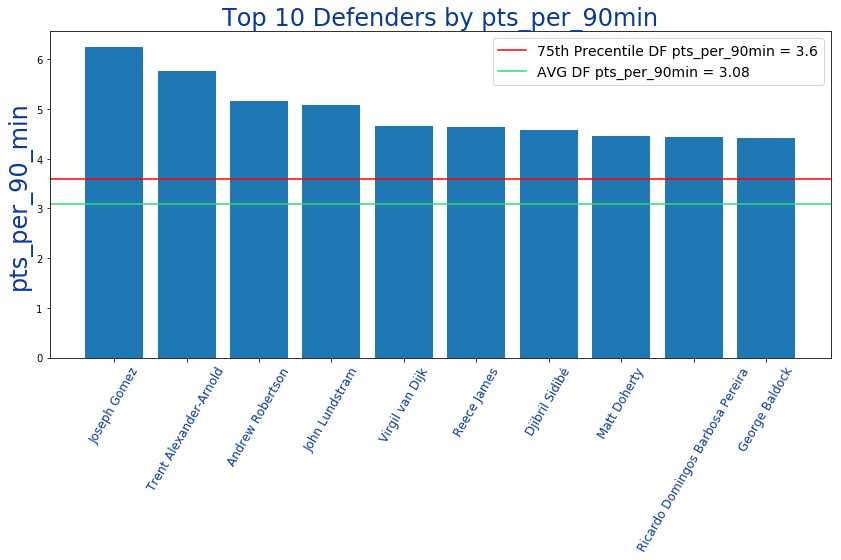 Top 10 Defenders by pts_per_90min
75th Precentile DF pts_per_90min = 3.6
AVG DF pts_per_90min = 3.08
pts_per_90_min
6
5
4
3
2
1
0
Joseph Gomez
Trent Alexander-Arnold
Andrew Robertson
John Lundstram
Virgil van Dijk
Reece James
Djibril Sidibé
Matt Doherty
Ricardo Domingos Barbosa Pereira
George Baldock